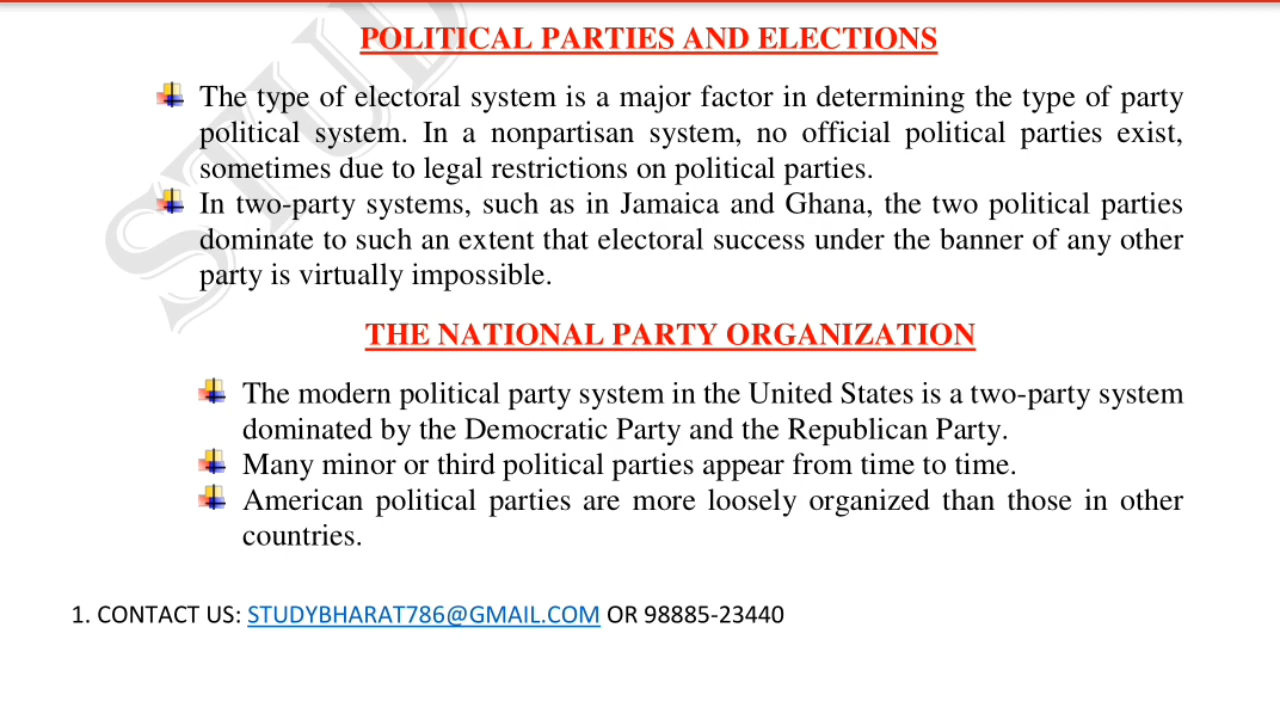 POLITICAL PARTIES AND ELECTIONS
The type of electoral system is a major factor in determining the type of party
political system. In a nonpartisan system, no official political parties exist,
sometimes due to legal restrictions on political parties.
In two-party systems, such as in Jamaica and Ghana, the two political parties
dominate to such an extent that electoral success under the banner of any other
party is virtually impossible.
THE NATIONAL PARTY ORGANIZATION
The modern political party system in the United States is a two-party system
dominated by the Democratic Party and the Republican Party.
Many minor or third political parties appear from time to time.
American political parties are more loosely organized than those in other
countries.
1. CONTACT US: STUDYBHARAT786@GMAIL.COM OR 98885-23440
STUD